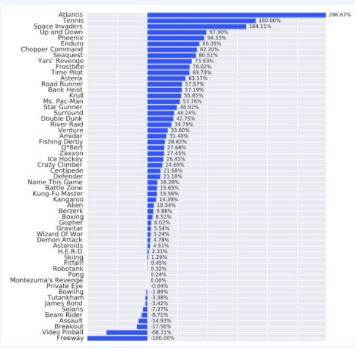 Atlantis 296.67%
Tennis 180.00%
Space Invaders 164.11%
Up and Down 97.90%
Phoenix 94.33%
Enduro 86.35%
Chopper Command 82.20%
Seaquest 80.51%
Yars' Revenge 73.63%
Frostbite 70.02%
Time Pilot 69.73%
Asterix 63.17%
Road Runner 57.57%
Bank Heist 57.19%
Krull 55.85%
Ms. Pac-Man 53.76%
Star Gunner 48.92%
Surround 44.24%
Double Dunk 42.75%
River Raid 39.79%
Venture 33.60%
Amidar 31.40%
Fishing Derby 28.82%
Q*Bert 27.68%
Zaxxon 27.45%
Ice Hockey 26.45%
Crazy Climber 24.68%
Centipede 21.68%
Defender 21.18%
Name This Game 16.28%
Battle Zone 15.65%
Kung-Fu Master 15.56%
Kangaroo 14.39%
Alien 10.34%
Berzerk 9.86%
Boxing 8.52%
Gopher 6.02%
Gravitar 5.54%
Wizard Of War 5.24%
Demon Attack 4.78%
Asteroids 4.51%
H.E.R.O. 2.31%
Skiing 1.29%
Pitfall! 0.45%
Robotank 0.32%
Pong 0.24%
Montezuma's Revenge 0.00%
Private Eye -0.04%
Bowling -1.89%
Tutankham -3.38%
James Bond -3.42%
Solaris -7.37%
Beam Rider -9.71%
Assault -14.93%
Breakout -17.56%
Video Pinball -68.31%
Freeway -100.00%